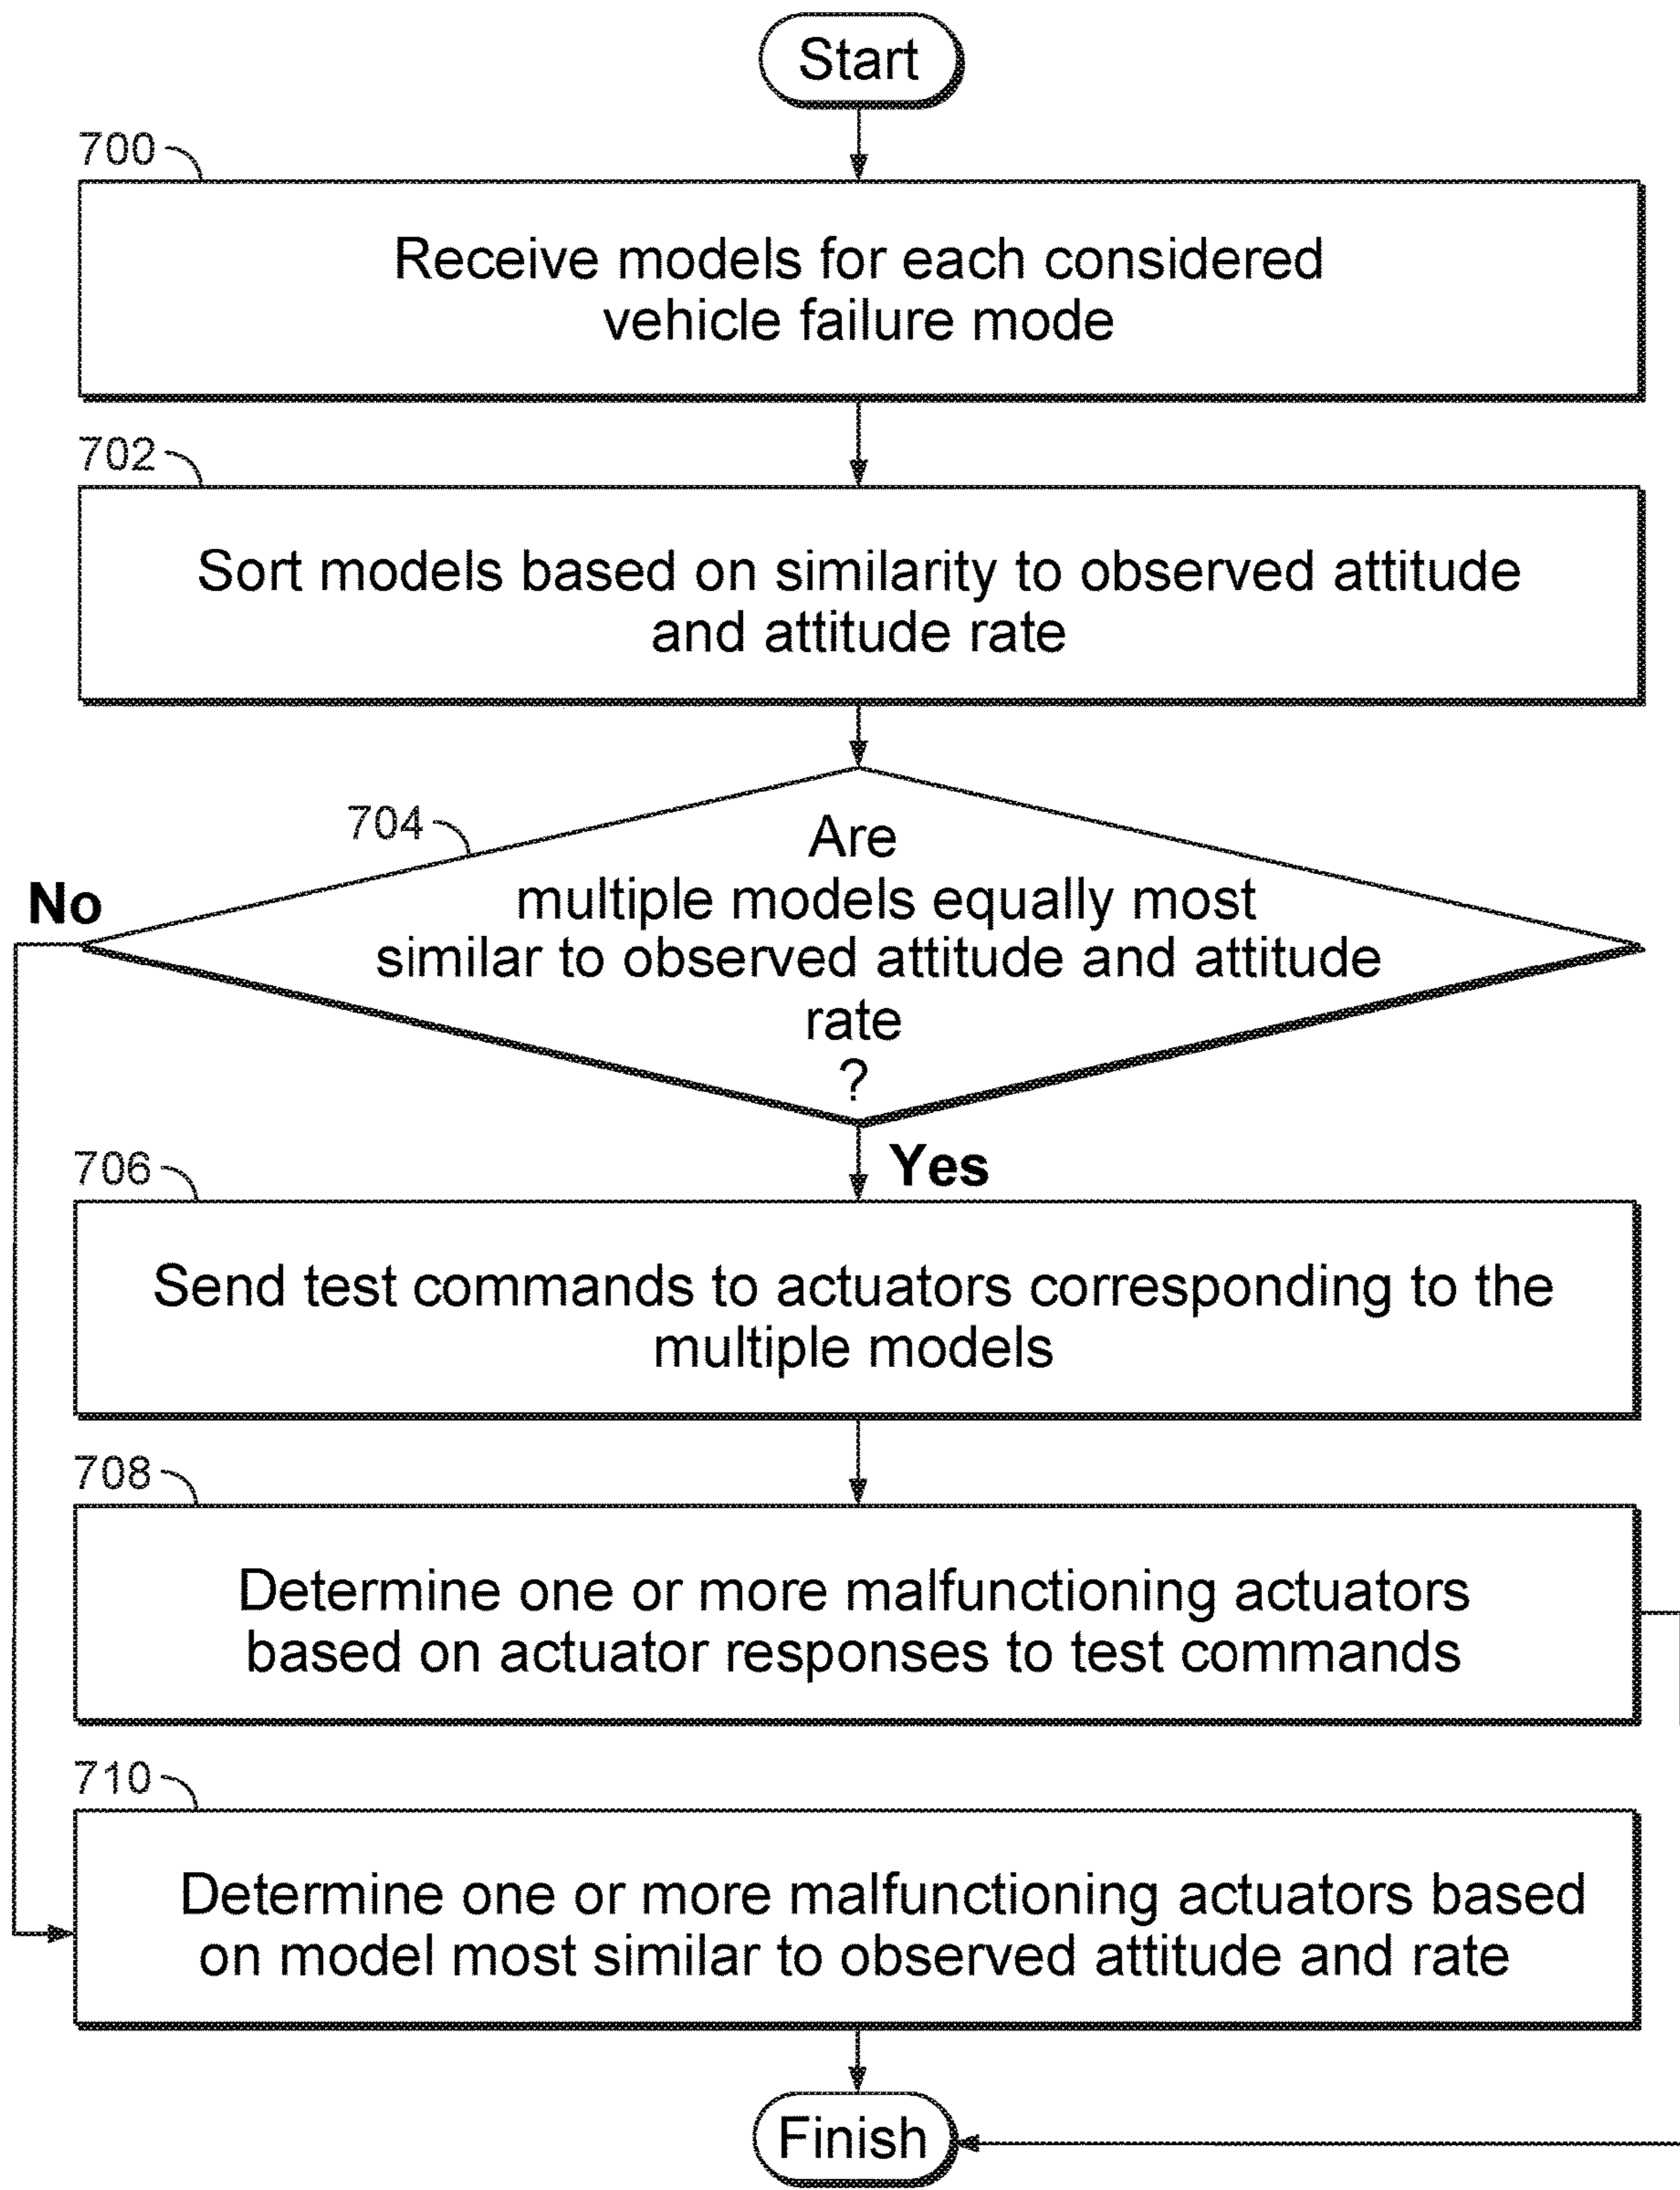 Start
700
Receive models for each considered
vehicle failure mode
702
Sort models based on similarity to observed attitude
and attitude rate
704
Are
No
multiple models equally most
similar to observed attitude and attitude
rate
?
Yes
706
Send test commands to actuators corresponding to the
multiple models
708
Determine one or more malfunctioning actuators
based on actuator responses to test commands
710
Determine one or more malfunctioning actuators based
on model most similar to observed attitude and rate
Finish